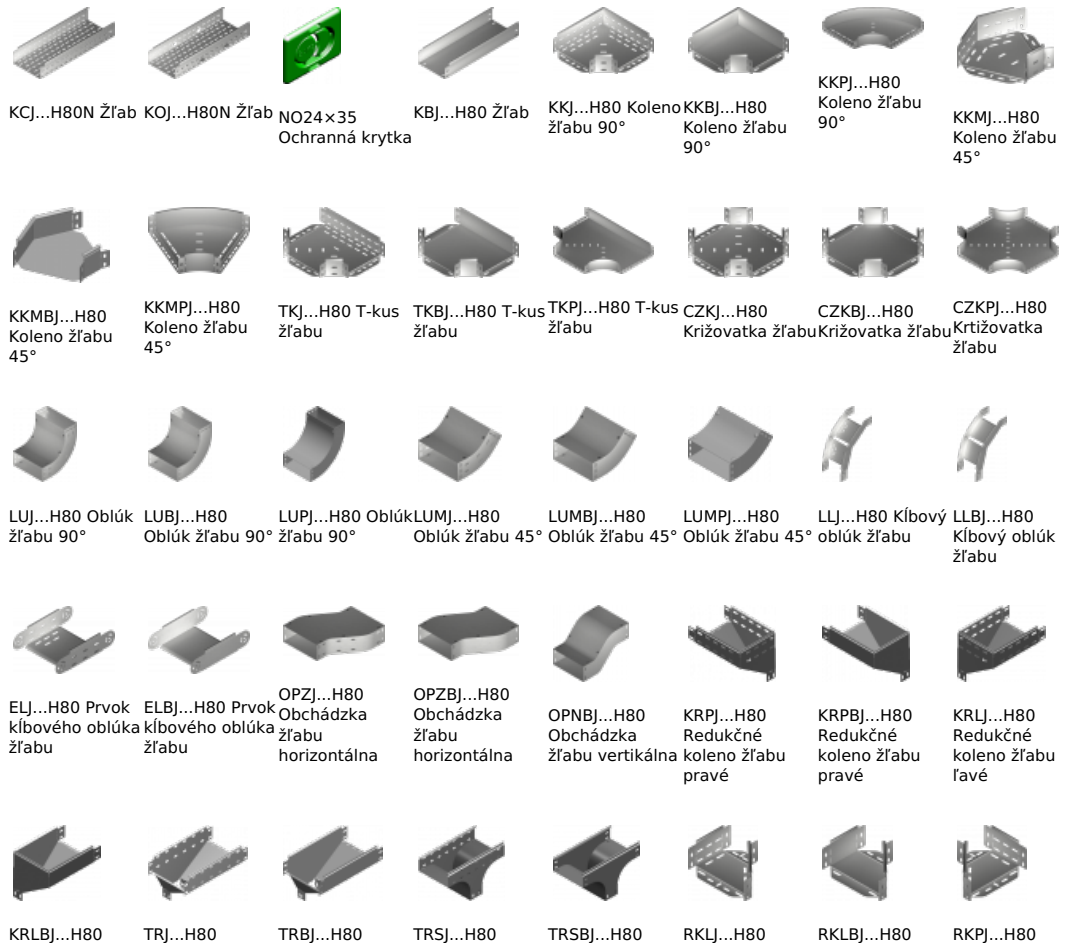 KCJ...H80N Žľab
KOJ...H80N Žľab
NO24×35
Ochranná krytka
KBJ...H80 Žľab
KKJ...H80 Koleno
žľabu 90°
KKBJ...H80
Koleno žľabu
90°
KKPJ...H80
Koleno žľabu
90°
KKMJ...H80
Koleno žľabu
45°
KKMBJ...H80
Koleno žľabu
45°
KKMPJ...H80
Koleno žľabu
45°
TKJ...H80 T-kus
žľabu
TKBJ...H80 T-kus
žľabu
TKPJ...H80 T-kus
žľabu
CZKJ...H80
Križovatka žľabu
CZKBJ...H80
Križovatka žľabu
CZKPJ...H80
Krtižovatka
žľabu
LUJ...H80 Oblúk
žľabu 90°
LUBJ...H80
Oblúk žľabu 90°
LUPJ...H80 Oblúk
žľabu 90°
LUMJ...H80
Oblúk žľabu 45°
LUMBJ...H80
Oblúk žľabu 45°
LUMPJ...H80
Oblúk žľabu 45°
LLJ...H80 Kĺbový
oblúk žľabu
LLBJ...H80
Kĺbový oblúk
žľabu
ELJ...H80 Prvok
kĺbového oblúka
žľabu
ELBJ...H80 Prvok
kĺbového oblúka
žľabu
OPZJ...H80
Obchádzka
žľabu
horizontálna
OPZBJ...H80
Obchádzka
žľabu
horizontálna
OPNBJ...H80
Obchádzka
žľabu vertikálna
KRPJ...H80
Redukčné
koleno žľabu
pravé
KRPBJ...H80
Redukčné
koleno žľabu
pravé
KRLJ...H80
Redukčné
koleno žľabu
ľavé
KRLBJ...H80
TRJ...H80
TRBJ...H80
TRSJ...H80
TRSBJ...H80
RKLJ...H80
RKLBJ...H80
RKPJ...H80